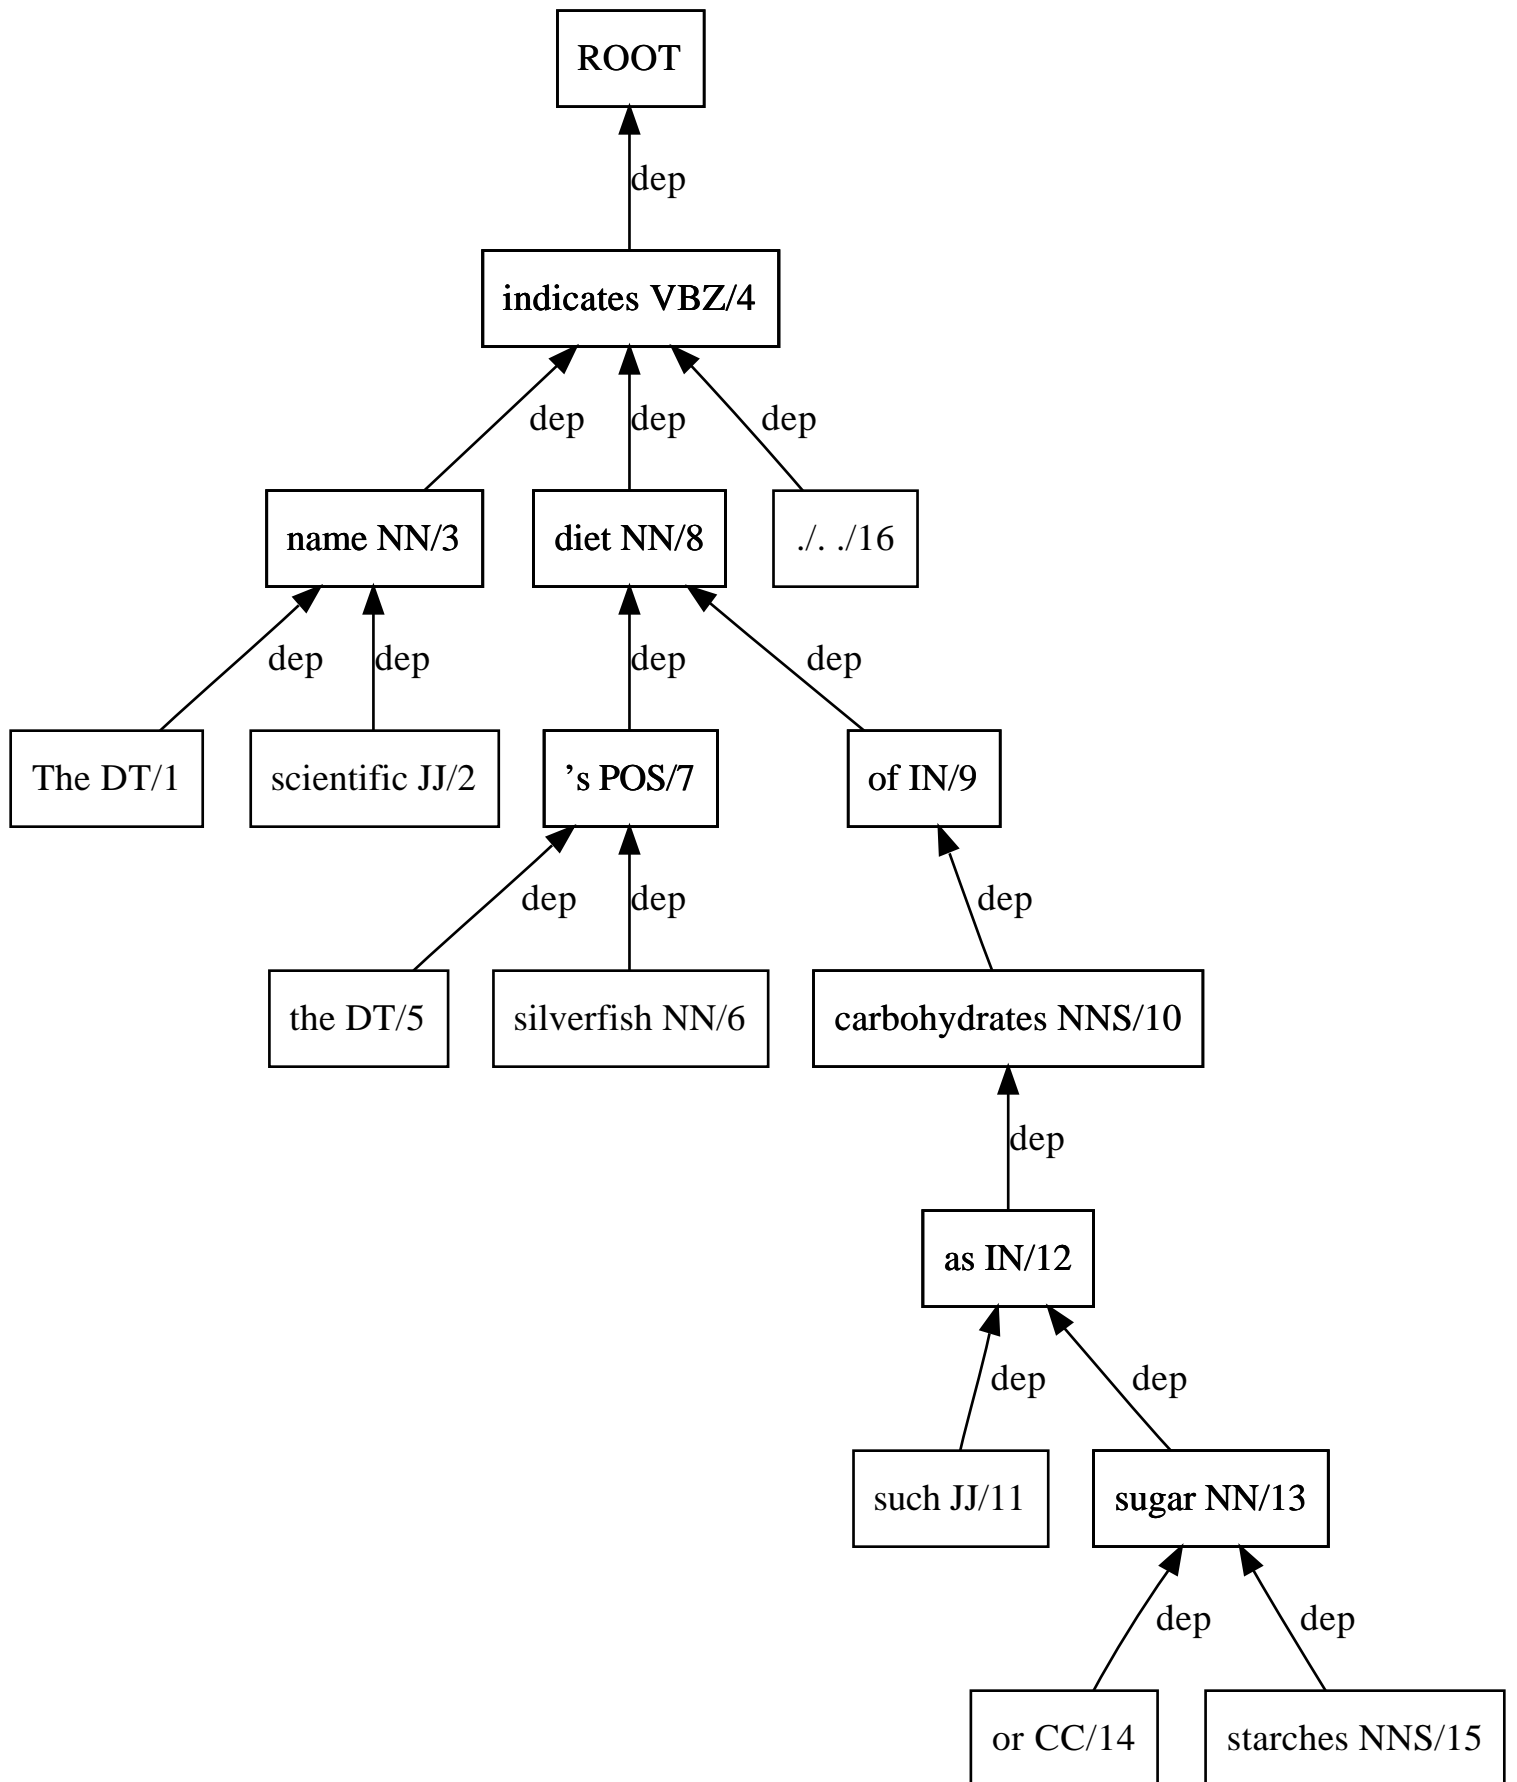 ROOT
dep
indicates VBZ/4
dep dep dep
name NN/3 diet NN/8 ./. ./16
dep dep dep dep
The DT/1 scientific JJ/2 ’s POS/7 of IN/9
dep dep dep
the DT/5 silverfish NN/6 carbohydrates NNS/10
dep
as IN/12
dep dep
such JJ/11 sugar NN/13
dep dep
or CC/14 starches NNS/15